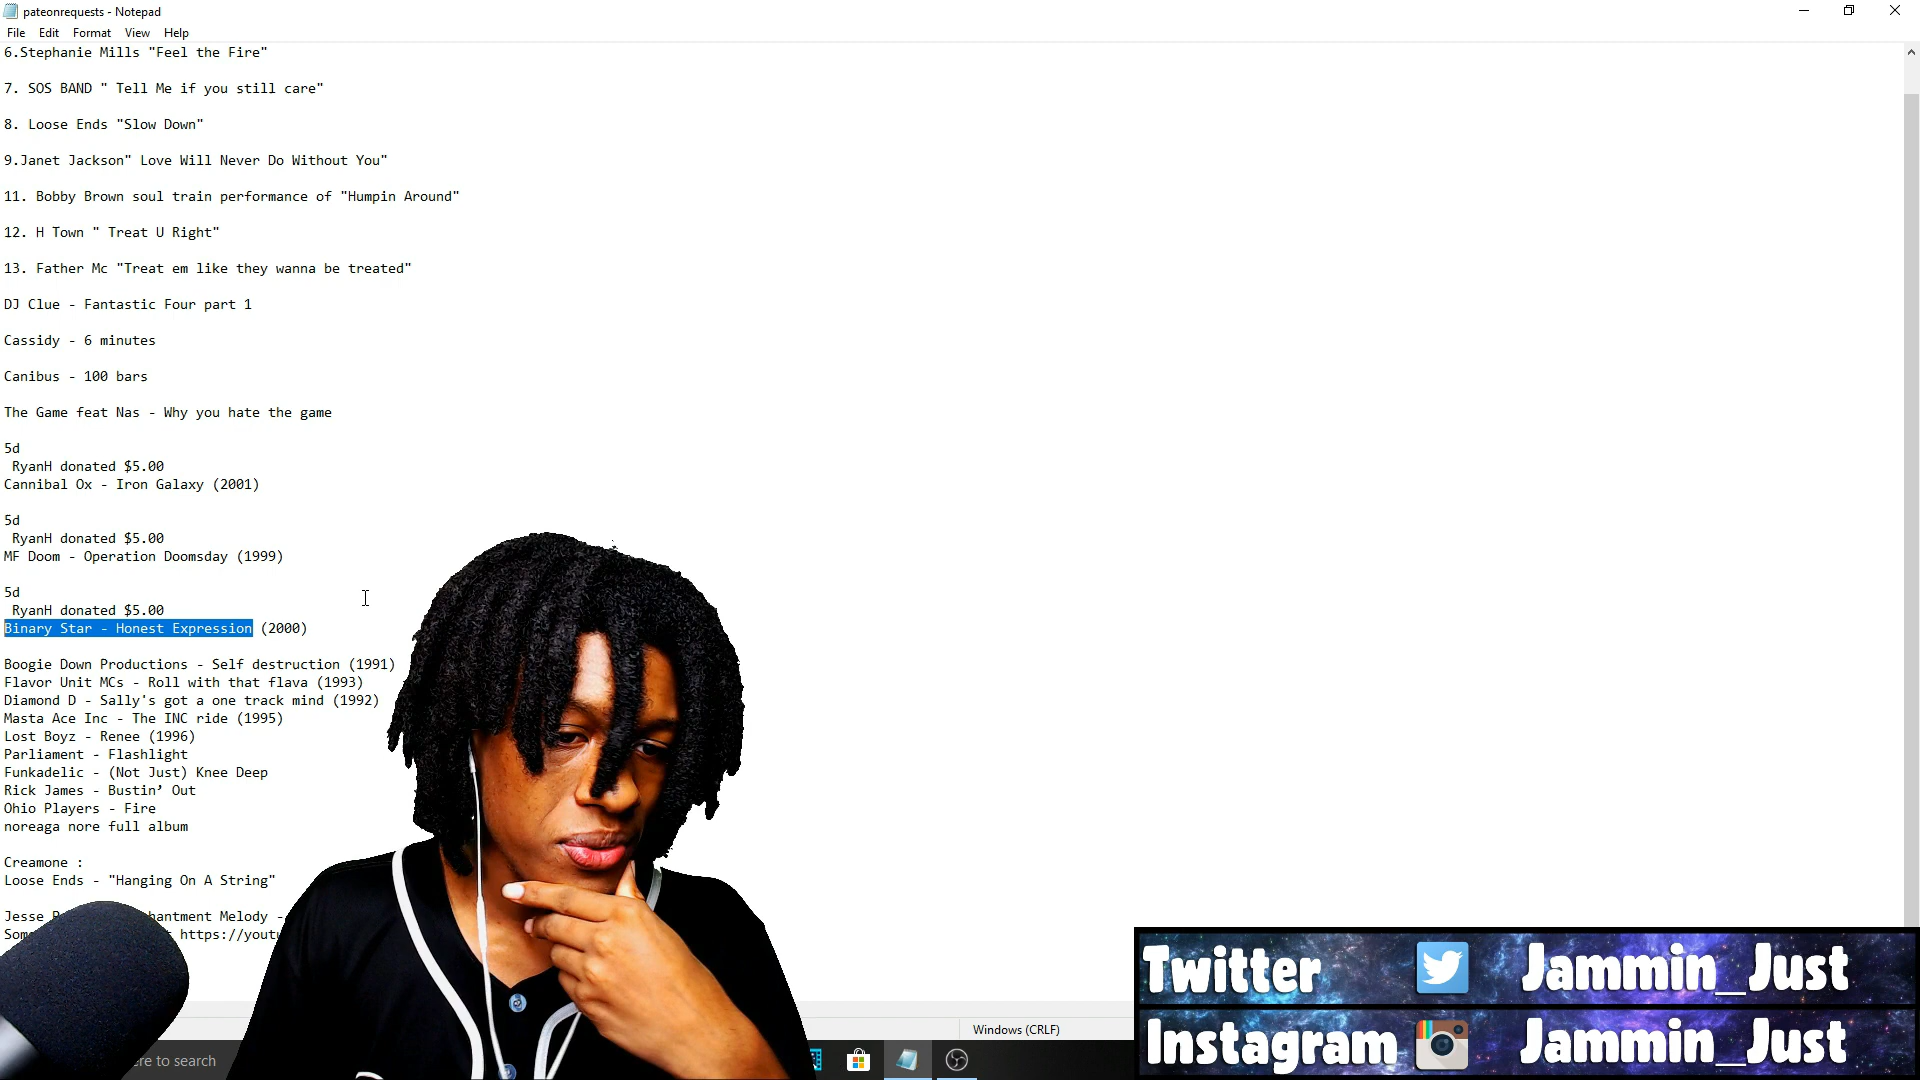 pateonrequests - Notepad
File Edit Format View Help
6.Stephanie Mills "Feel the Fire"
7. SOS BAND " Tell Me if you still care"
8. Loose Ends "Slow Down"
9.Janet Jackson" Love Will Never Do Without You"
11. Bobby Brown soul train performance of "Humpin Around"
12. H Town " Treat U Right"
13. Father Mc "Treat em like they wanna be treated"
DJ Clue - Fantastic Four part 1
Cassidy - 6 minutes
Canibus - 100 bars
The Game feat Nas - Why you hate the game
5d
RyanH donated $5.00
Cannibal Ox - Iron Galaxy (2001)
5d
RyanH donated $5.00
MF Doom - Operation Doomsday (1999)
5d
RyanH donated $5.00
Binary Star - Honest Expression (2000)
Boogie Down Productions - Self destruction (1991)
Flavor Unit MCs - Roll with that flava (1993)
Diamond D - Sally's got a one track mind (1992)
Masta Ace Inc - The INC ride (1995)
Lost Boyz - Renee (1996)
Parliament - Flashlight
Funkadelic - (Not Just) Knee Deep
Rick James - Bustin’ Out
Ohio Players - Fire
noreaga nore full album
Creamone :
Loose Ends - "Hanging On A String"
Jesse Melody -
https://youtu
Windows (CRLF)
to search
Twitter Jammin_Just
Instagram Jammin_Just